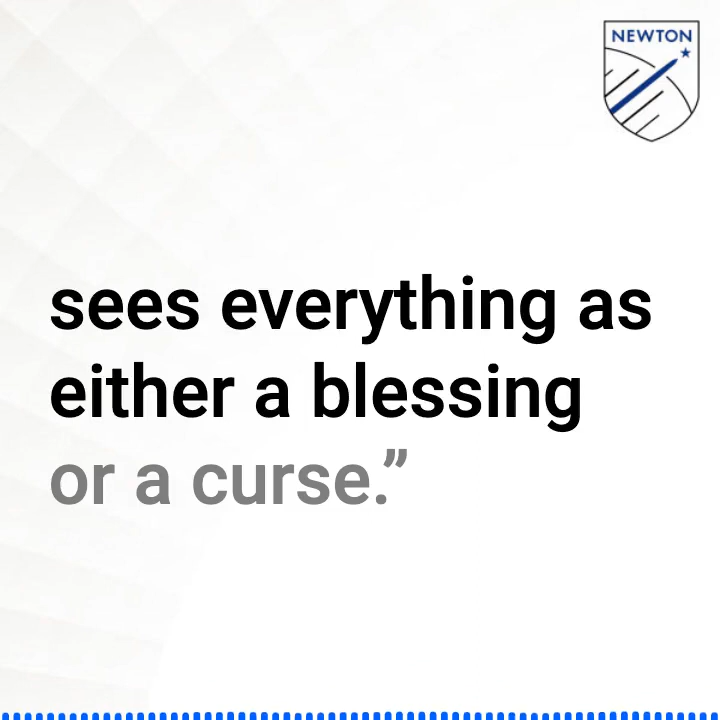 NEWTON
sees everything as
either a blessing
or a curse.”